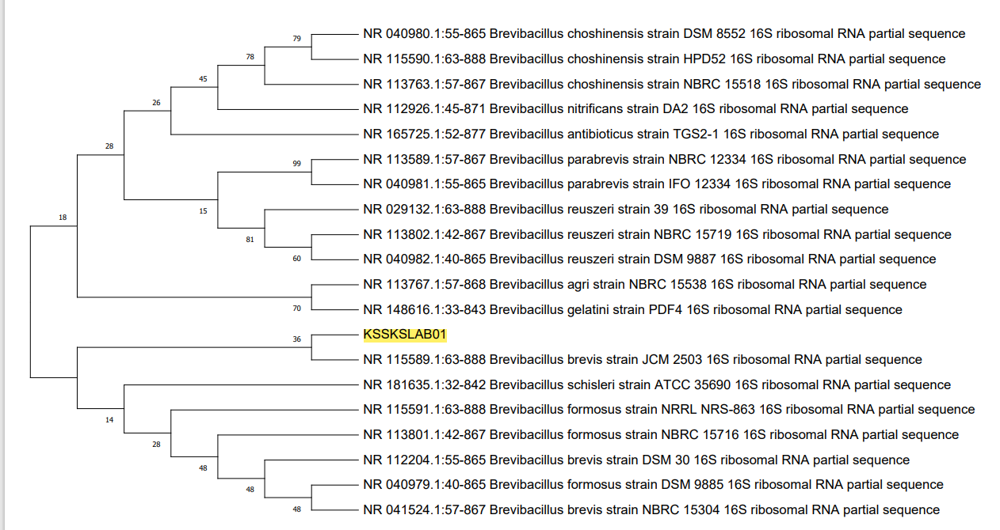 79
NR 040980.1:55-865 Brevibacillus choshinensis strain DSM 8552 16S ribosomal RNA partial sequence
78
NR 115590.1:63-888 Brevibacillus choshinensis strain HPD52 16S ribosomal RNA partial sequence
45
NR 113763.1:57-867 Brevibacillus choshinensis strain NBRC 15518 16S ribosomal RNA partial sequence
26
NR 112926.1:45-871 Brevibacillus nitrificans strain DA2 16S ribosomal RNA partial sequence
NR 165725.1:52-877 Brevibacillus antibioticus strain TGS2-1 16S ribosomal RNA partial sequence
28
99
NR 113589.1:57-867 Brevibacillus parabrevis strain NBRC 12334 16S ribosomal RNA partial sequence
NR 040981.1:55-865 Brevibacillus parabrevis strain IFO 12334 16S ribosomal RNA partial sequence
15
NR 029132.1:63-888 Brevibacillus reuszeri strain 39 16S ribosomal RNA partial sequence
18
81
NR 113802.1:42-867 Brevibacillus reuszeri strain NBRC 15719 16S ribosomal RNA partial sequence
60
NR 040982.1:40-865 Brevibacillus reuszeri strain DSM 9887 16S ribosomal RNA partial sequence
NR 113767.1:57-868 Brevibacillus agri strain NBRC 15538 16S ribosomal RNA partial sequence
70
NR 148616.1:33-843 Brevibacillus gelatini strain PDF4 16S ribosomal RNA partial sequence
36
KSSKSLAB01
NR 115589.1:63-888 Brevibacillus brevis strain JCM 2503 16S ribosomal RNA partial sequence
NR 181635.1:32-842 Brevibacillus schisleri strain ATCC 35690 16S ribosomal RNA partial sequence
14
NR 115591.1:63-888 Brevibacillus formosus strain NRRL NRS-863 16S ribosomal RNA partial sequence
28
NR 113801.1:42-867 Brevibacillus formosus strain NBRC 15716 16S ribosomal RNA partial sequence
48
NR 112204.1:55-865 Brevibacillus brevis strain DSM 30 16S ribosomal RNA partial sequence
48
NR 040979.1:40-865 Brevibacillus formosus strain DSM 9885 16S ribosomal RNA partial sequence
48
NR 041524.1:57-867 Brevibacillus brevis strain NBRC 15304 16S ribosomal RNA partial sequence